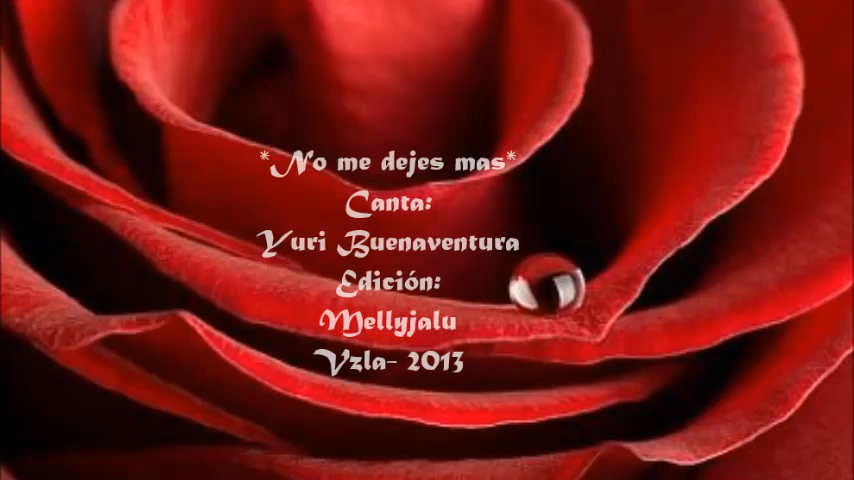 *No me dejes mas*
Canta:
Yuri Buenaventura
Edición:
Mellyjalu
Vzla- 2013